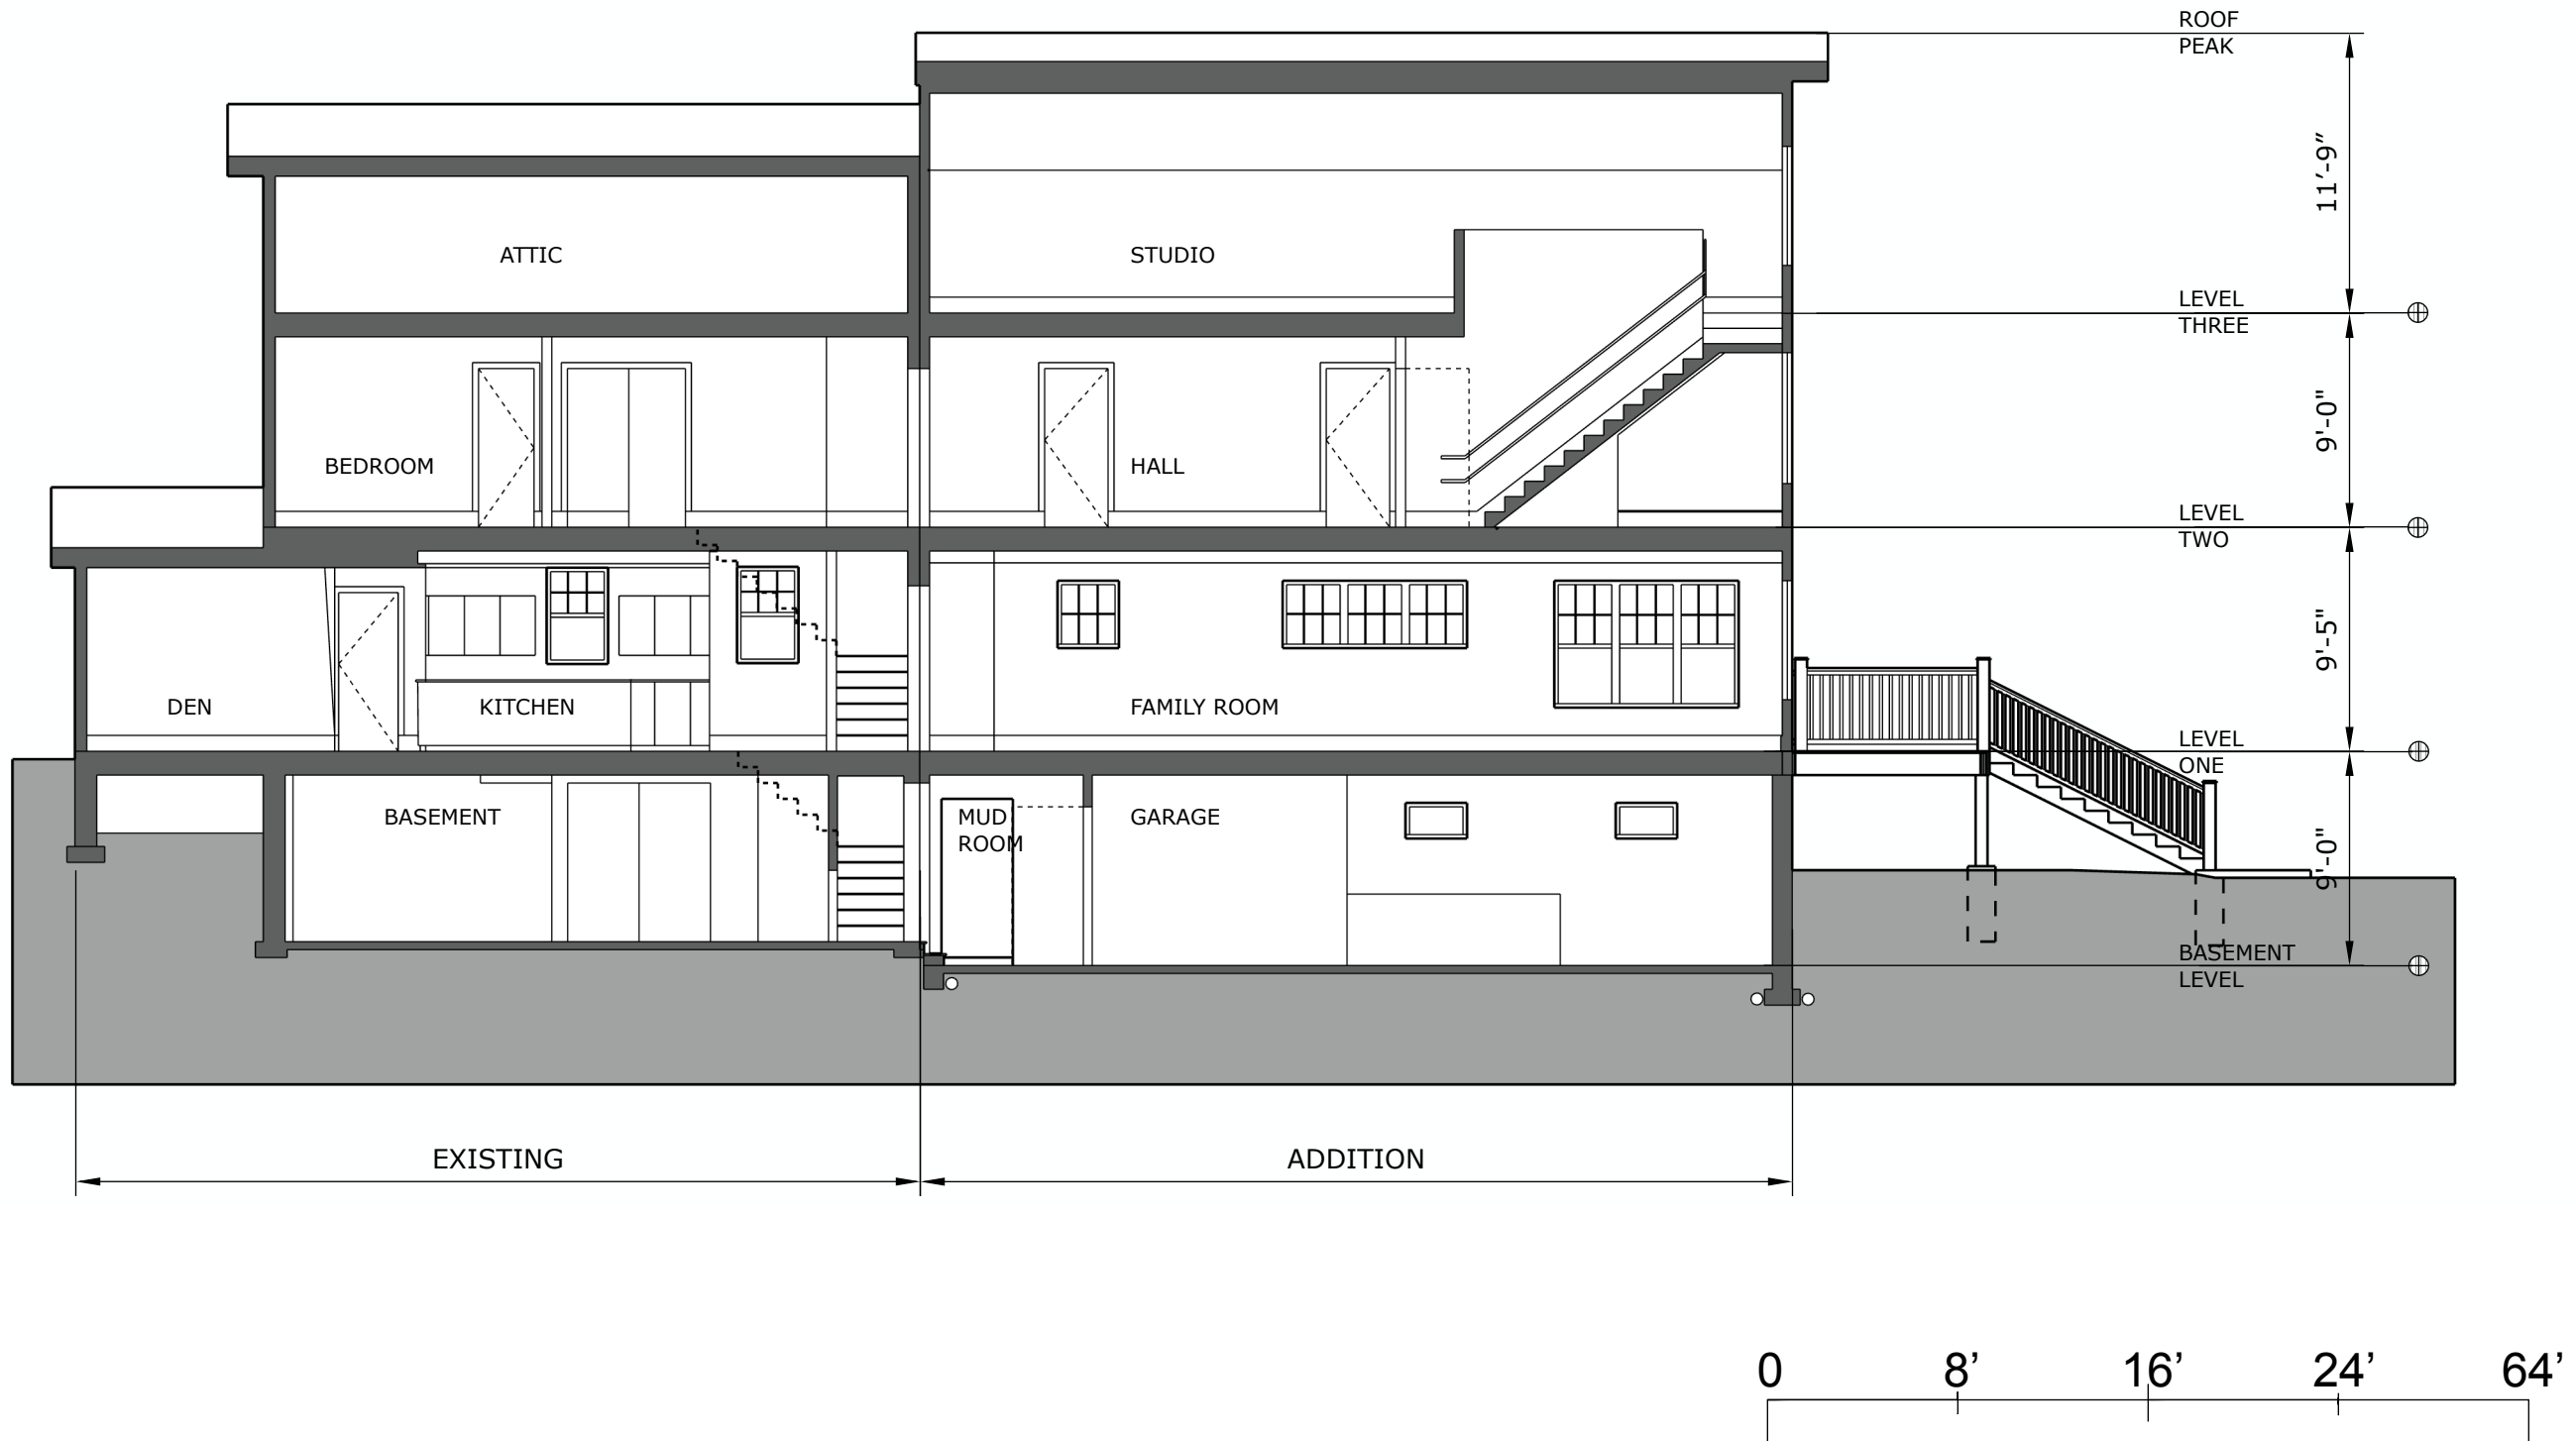 ROOF
PEAK
11’-9”
ATTIC
STUDIO
LEVEL
THREE
9'-0"
BEDROOM
HALL
LEVEL
TWO
9'-5"
DEN
KITCHEN
FAMILY ROOM
LEVEL
ONE
BASEMENT
MUD
ROOM
GARAGE
9'-0"
BASEMENT
LEVEL
EXISTING
ADDITION
0 8’ 16’ 24’ 64’